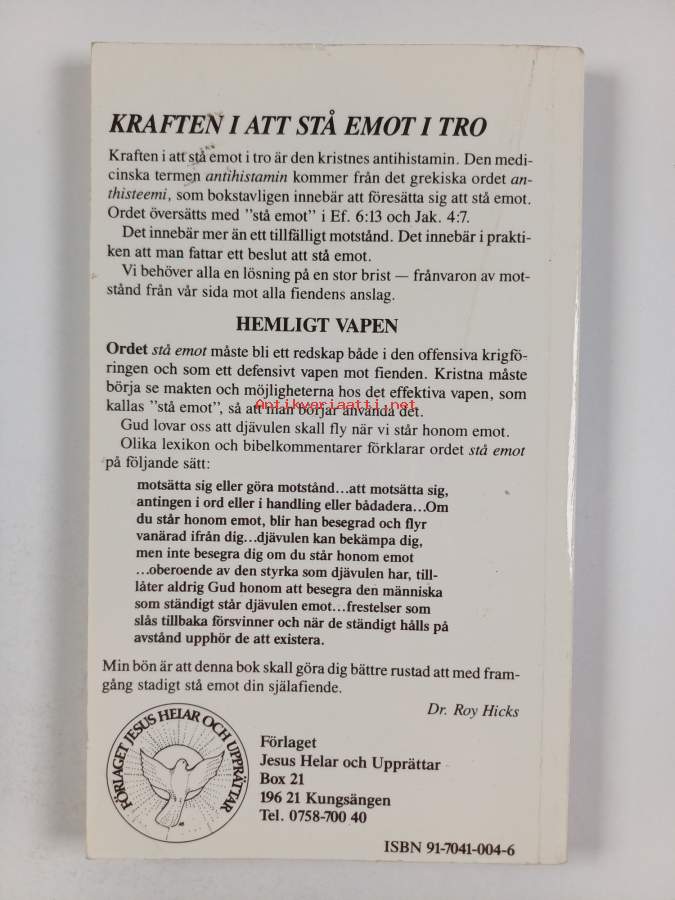 KRAFTEN I ATT STÅ EMOT I TRO
Kraften i att stå emot i tro är den kristnes antihistamin. Den medi-
cinska termen antihistamin kommer från det grekiska ordet an-
thisteemi, som bokstavligen innebär att föresätta sig att stå emot.
Ordet översätts med ”stå emot” i Ef. 6:13 och Jak. 4:7.
Det innebär mer än ett tillfälligt motstånd. Det innebär i prakti-
ken att man fattar ett beslut att stå emot.
Vi behöver alla en lösning på en stor brist — frånvaron av mot-
stånd från vår sida mot alla fiendens anslag.
HEMLIGT VAPEN
Ordet stå emot måste bli ett redskap både i den offensiva krigfö-
ringen och som ett defensivt vapen mot fienden. Kristna måste
börja se makten och möjligheterna hos det effektiva vapen, som
kallas ”stå emot”, så att man börjar använda det.
Antikvariaatti.net
Gud lovar oss att djävulen skall fly när vi står honom emot.
Olika lexikon och bibelkommentarer förklarar ordet stå emot
på följande sätt:
motsätta sig eller göra motstånd...att motsätta sig,
antingen i ord eller i handling eller bådadera...Om
du står honom emot, blir han besegrad och flyr
vanärad ifrån dig...djävulen kan bekämpa dig,
men inte besegra dig om du står honom emot
...oberoende av den styrka som djävulen har, till-
låter aldrig Gud honom att besegra den människa
som ständigt står djävulen emot...frestelser som
slås tillbaka försvinner och när de ständigt hålls på
avstånd upphör de att existera.
Min bön är att denna bok skall göra dig bättre rustad att med fram-
gång stadigt stå emot din själafiende.
Dr. Roy Hicks
FÖRLAGET JESUS HELAR OCH UPPRÄTTAR
Förlaget
Jesus Helar och Upprättar
Box 21
196 21 Kungsängen
Tel. 0758-700 40
ISBN 91-7041-004-6